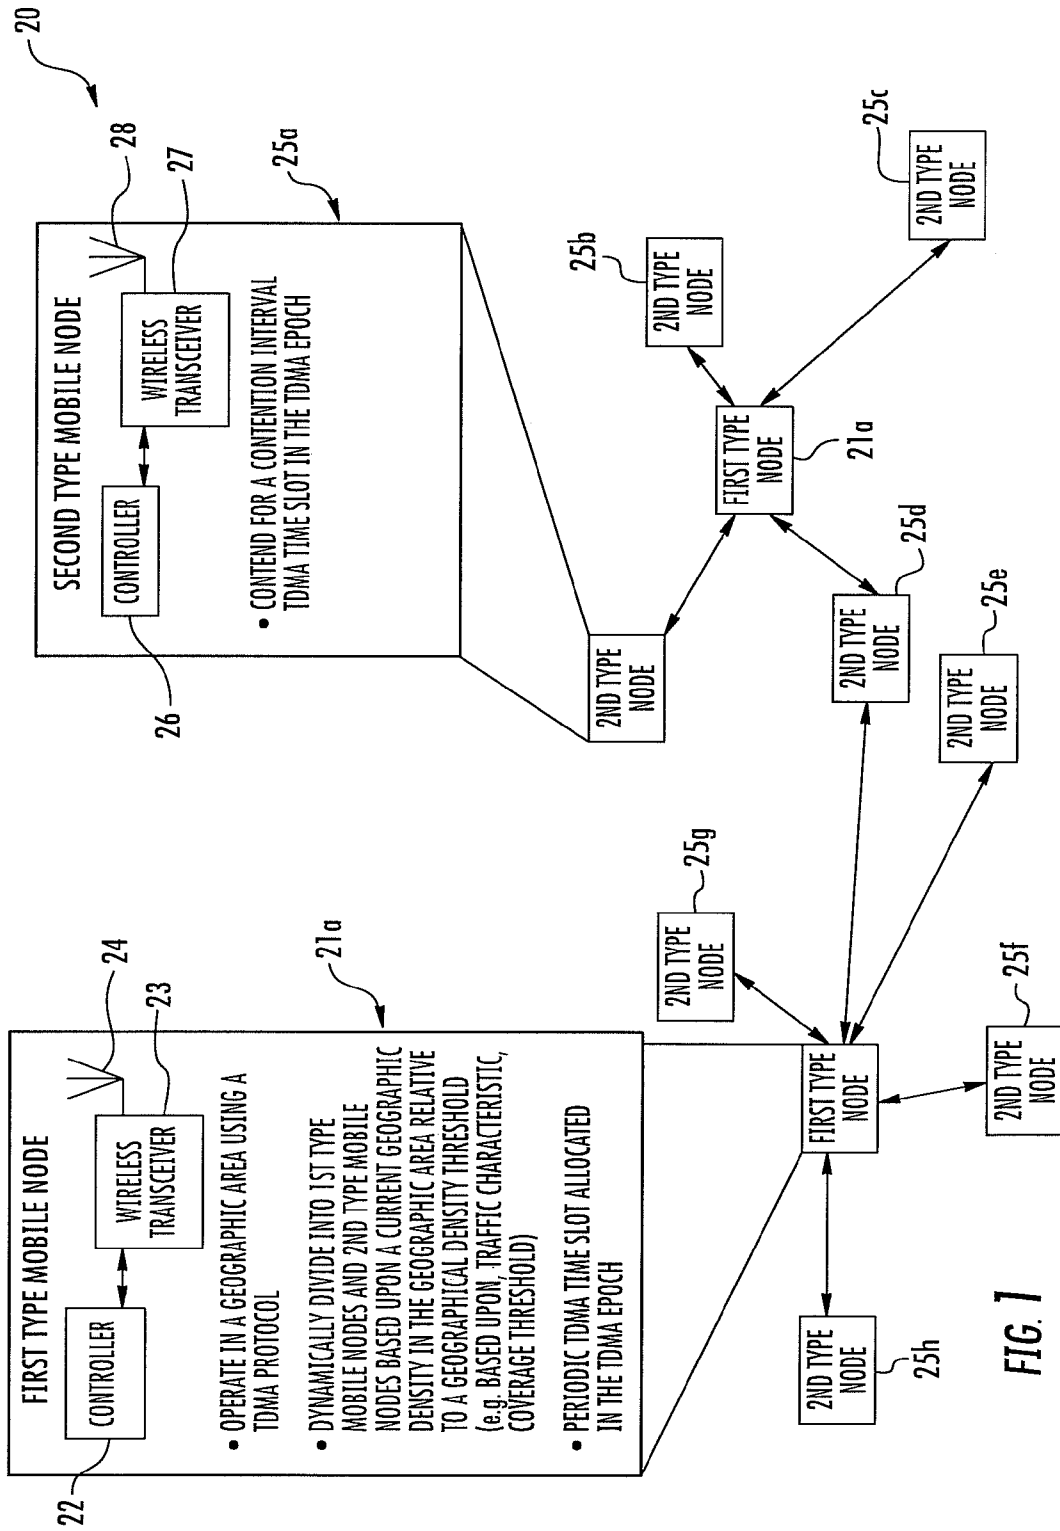 20
FIRST TYPE MOBILE NODE
24
23
WIRELESS
TRANSCEIVER
CONTROLLER
22
• OPERATE IN A GEOGRAPHIC AREA USING A
TDMA PROTOCOL
• DYNAMICALLY DIVIDE INTO 1ST TYPE
MOBILE NODES AND 2ND TYPE MOBILE
NODES BASED UPON A CURRENT GEOGRAPHIC
DENSITY IN THE GEOGRAPHIC AREA RELATIVE
TO A GEOGRAPHICAL DENSITY THRESHOLD
(e.g. BASED UPON, TRAFFIC CHARACTERISTIC,
COVERAGE THRESHOLD)
• PERIODIC TDMA TIME SLOT ALLOCATED
IN THE TDMA EPOCH
21a
SECOND TYPE MOBILE NODE
28
27
WIRELESS
TRANSCEIVER
CONTROLLER
26
• CONTEND FOR A CONTENTION INTERVAL
TDMA TIME SLOT IN THE TDMA EPOCH
25a
2ND TYPE
NODE
2ND TYPE
NODE
25b
2ND TYPE
NODE
25c
FIRST TYPE
NODE
21a
2ND TYPE
NODE
25d
2ND TYPE
NODE
25e
2ND TYPE
NODE
25g
FIRST TYPE
NODE
2ND TYPE
NODE
25f
2ND TYPE
NODE
25h
FIG. 1